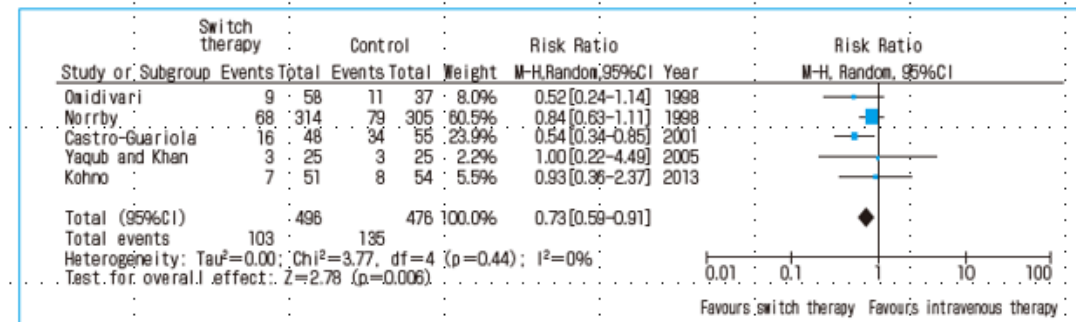 Switch
therapy Control Risk Ratio Risk Ratio
Study or Subgroup Events Total Events Total Weight M-H,Random,95%CI Year M-H, Random, 95%CI
Omidivari 9 58 11 37 8.0% 0.52[0.24-1.14] 1998
Norrby 68 314 79 305 60.5% 0.84[0.63-1.11] 1998
Castro-Guariola 16 48 34 55 23.9% 0.54[0.34-0.85] 2001
Yaqub and Khan 3 25 3 25 2.2% 1.00[0.22-4.49] 2005
Kohno 7 51 8 54 5.5% 0.93[0.36-2.37] 2013
Total (95%CI) 496 476 100.0% 0.73[0.59-0.91]
Total events 103 135
Heterogeneity: Tau²=0.00; Chi²=3.77, df=4 (p=0.44); I²=0%
Test for overall effect: Z=2.78 (p=0.006)
0.01 0.1 1 10 100
Favours switch therapy Favours intravenous therapy